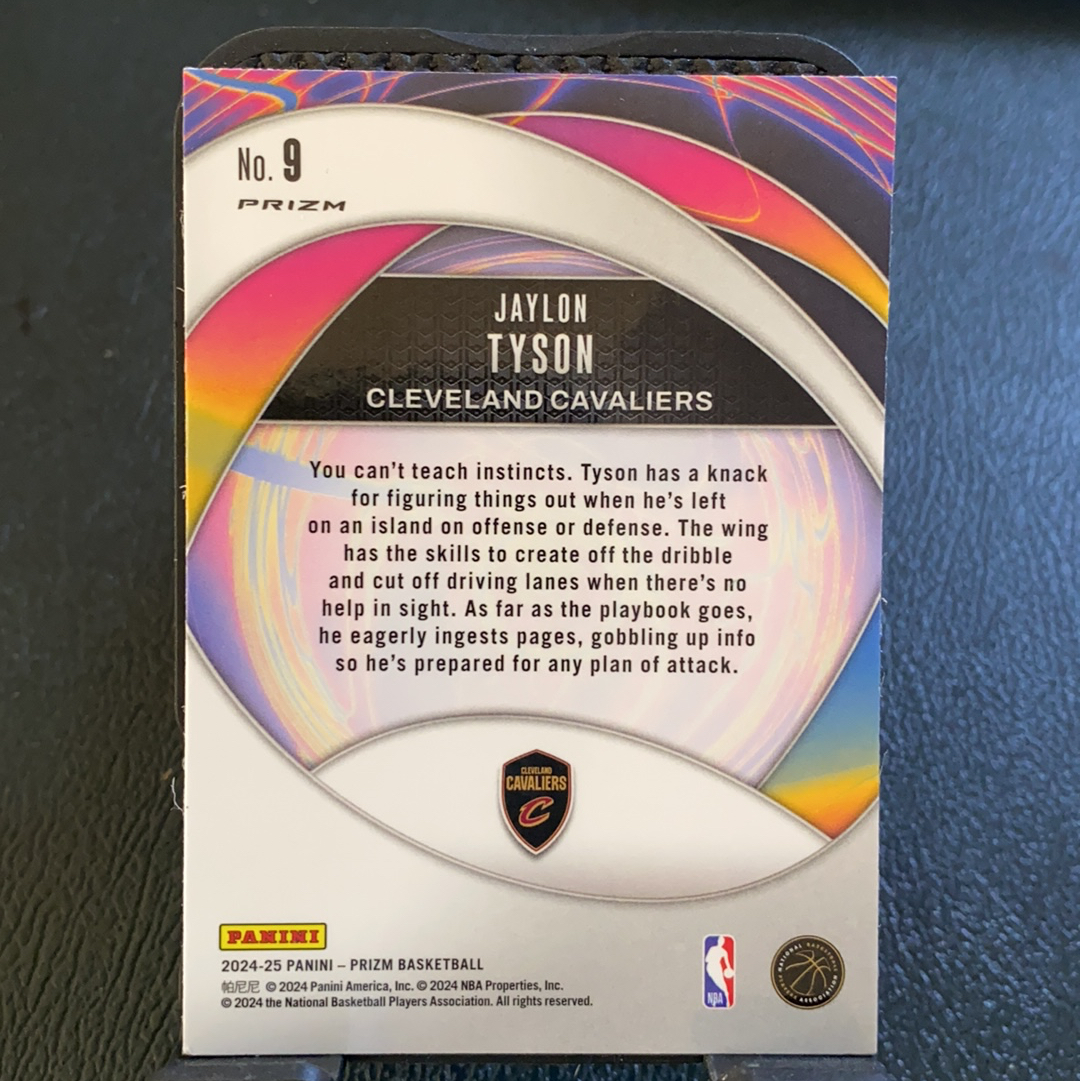 No. 9
PRIZM
JAYLON
TYSON
CLEVELAND CAVALIERS
You can't teach instincts. Tyson has a knack
for figuring things out when he's left
on an island on offense or defense. The wing
has the skills to create off the dribble
and cut off driving lanes when there's no
help in sight. As far as the playbook goes,
he eagerly ingests pages, gobbling up info
so he's prepared for any plan of attack.
CLEVELAND
CAVALIERS
C
PANINI
2024-25 PANINI – PRIZM BASKETBALL
帕尼尼 © 2024 Panini America, Inc. © 2024 NBA Properties, Inc.
© 2024 the National Basketball Players Association. All rights reserved.
NBA
NATIONAL BASKETBALL
PLAYERS ASSOCIATION